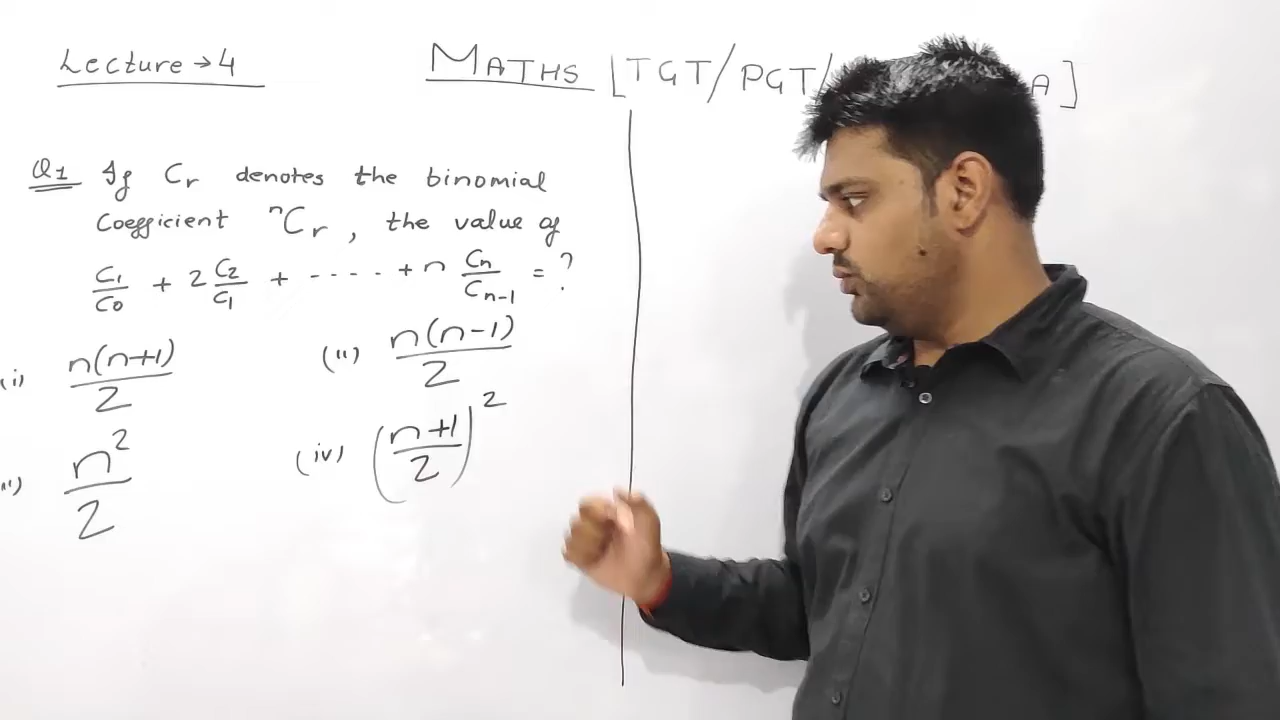 Lecture → 4
MATHS [TGT/PGT/ A]
Q1 If Cr denotes the binomial
Coefficient ⁿCr, the value of
C1/C0 + 2 C2/C1 + ----- + n Cn/Cn-1 = ?
(i) n(n+1)/2 (ii) n(n-1)/2
n²/2 (iv) (n+1/2)²